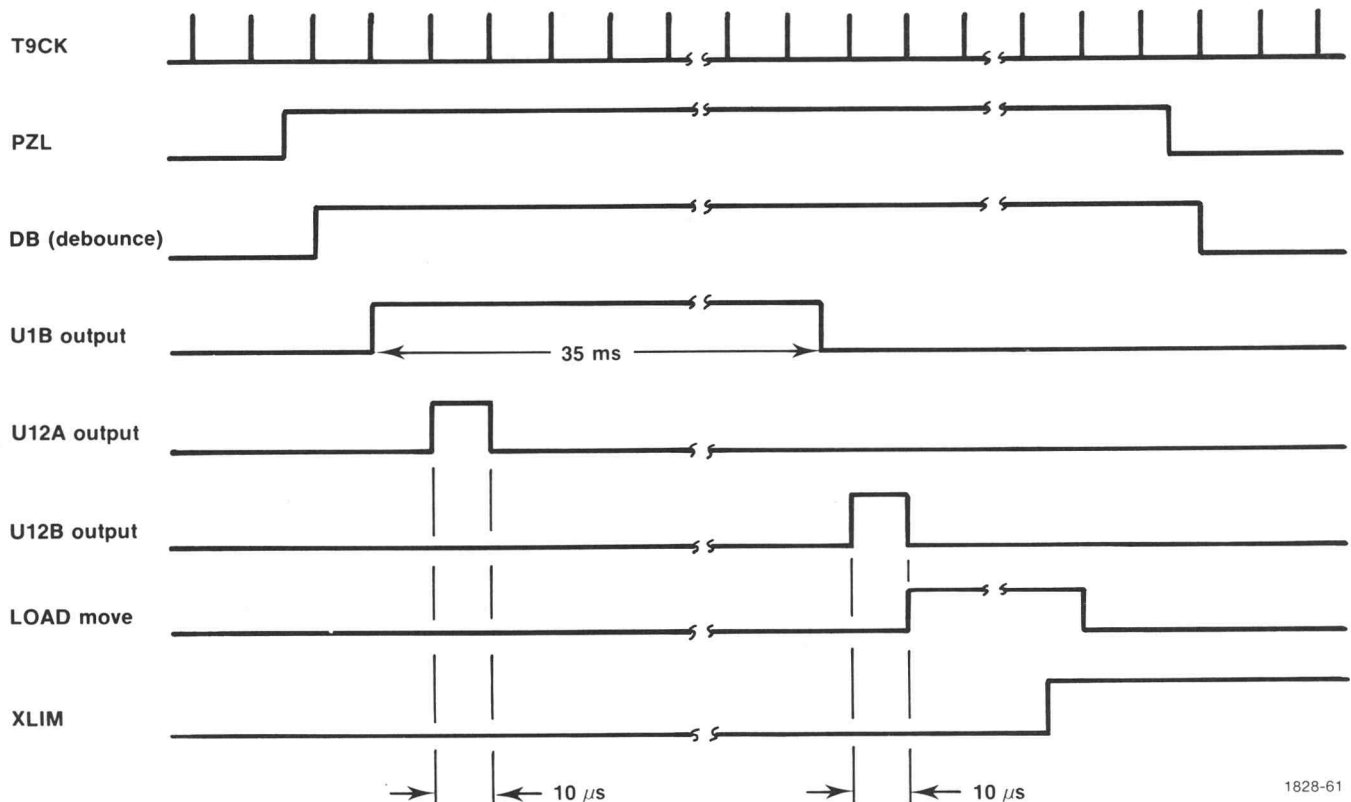 T9CK
PZL
DB (debounce)
U1B output
35 ms
U12A output
U12B output
LOAD move
XLIM
10 μs
10 μs
1828-61